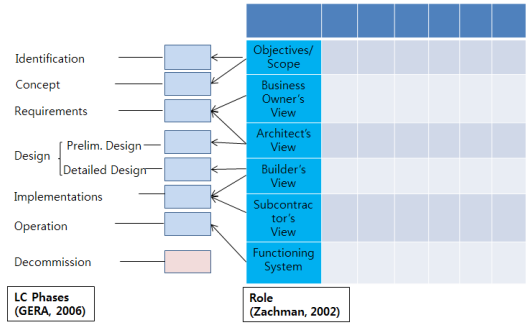 Identification
Concept
Requirements
Design
Prelim. Design
Detailed Design
Implementations
Operation
Decommission
LC Phases
(GERA, 2006)
Objectives/
Scope
Business
Owner's
View
Architect's
View
Builder's
View
Subcontrac
tor's
View
Functioning
System
Role
(Zachman, 2002)